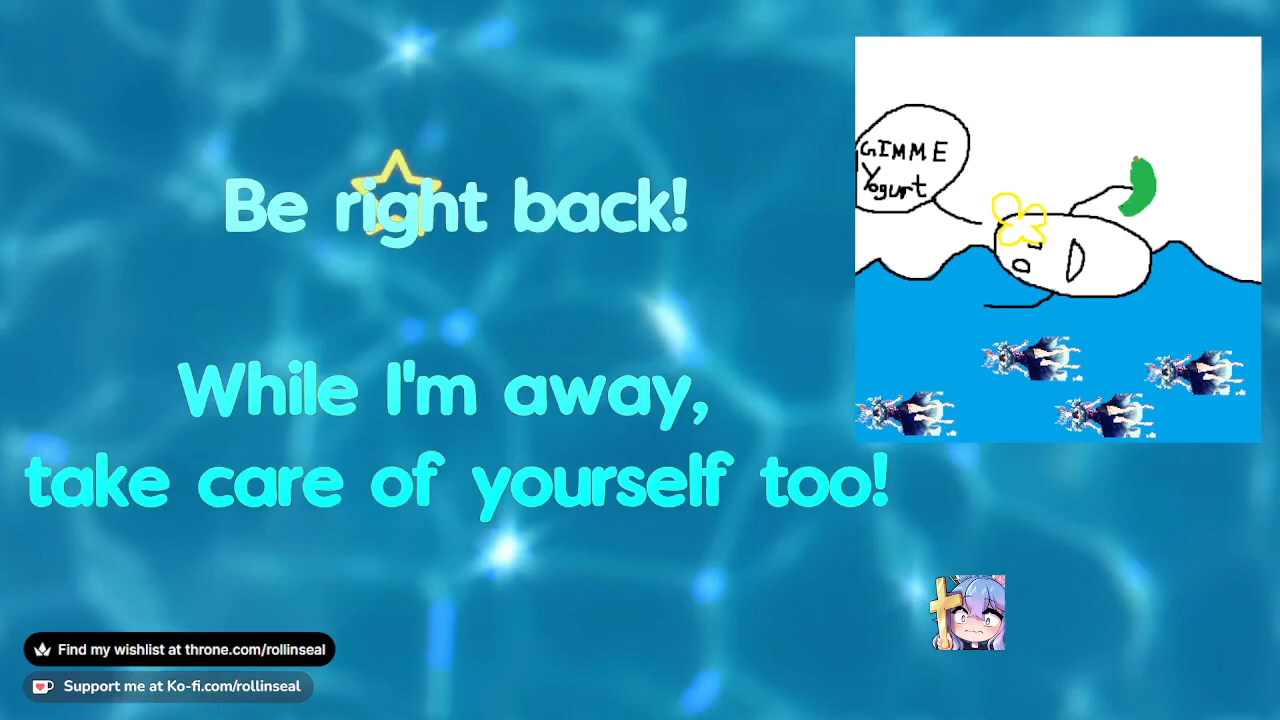 Be right back!
While I'm away,
take care of yourself too!
GIMME
Yogurt
Find my wishlist at throne.com/rollinseal
Support me at Ko-fi.com/rollinseal